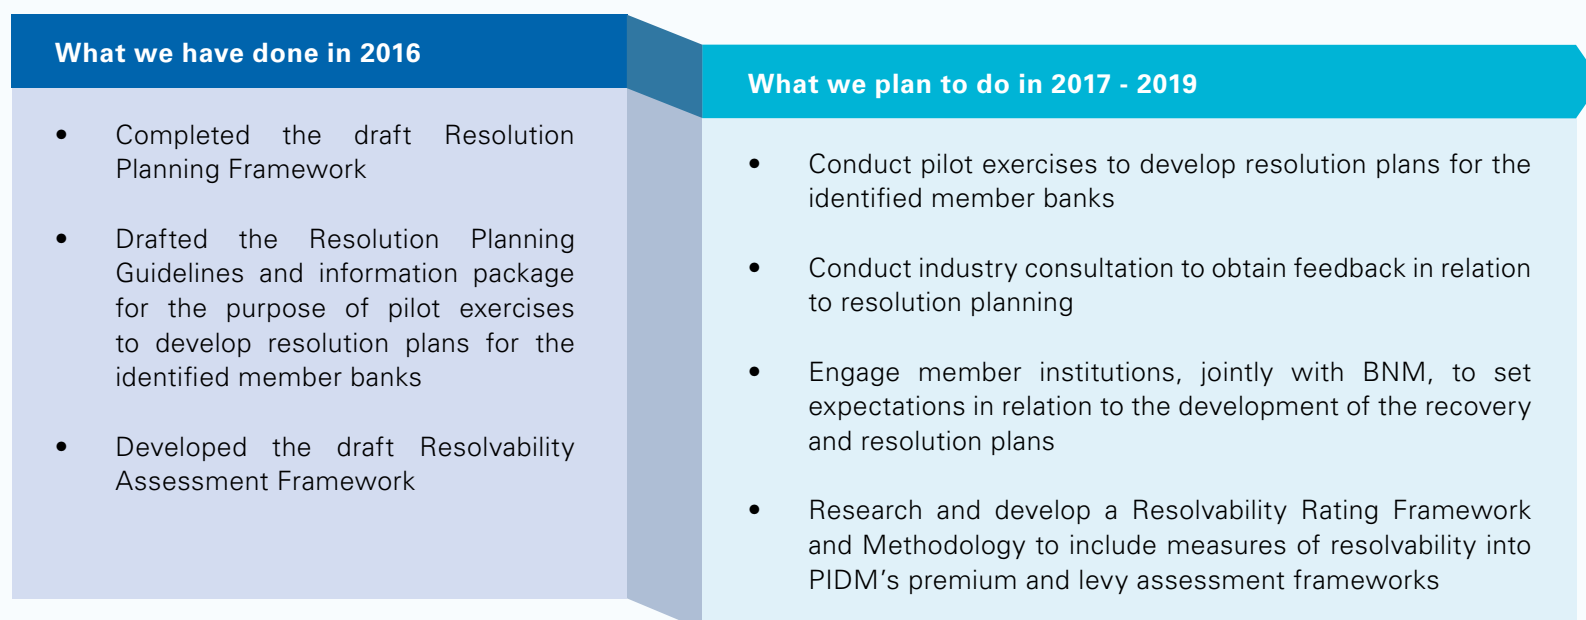 What we have done in 2016
• Completed the draft Resolution
Planning Framework
• Drafted the Resolution Planning
Guidelines and information package
for the purpose of pilot exercises
to develop resolution plans for the
identified member banks
• Developed the draft Resolvability
Assessment Framework
What we plan to do in 2017 - 2019
• Conduct pilot exercises to develop resolution plans for the
identified member banks
• Conduct industry consultation to obtain feedback in relation
to resolution planning
• Engage member institutions, jointly with BNM, to set
expectations in relation to the development of the recovery
and resolution plans
• Research and develop a Resolvability Rating Framework
and Methodology to include measures of resolvability into
PIDM’s premium and levy assessment frameworks